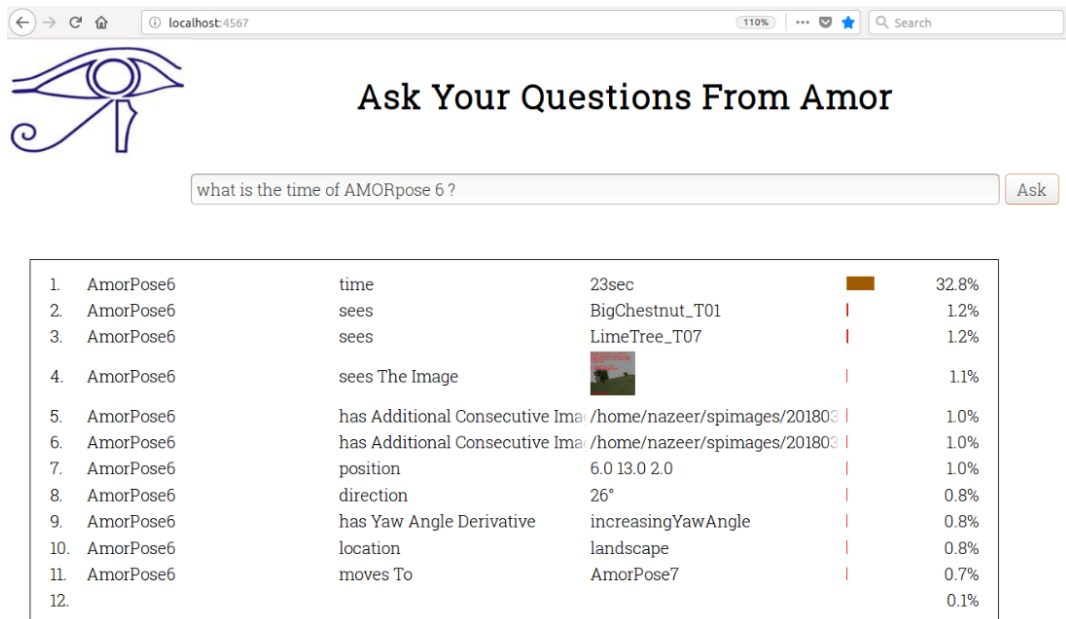 localhost:4567
110%
Search
Ask Your Questions From Amor
what is the time of AMORpose 6 ?
Ask
1. AmorPose6 time 23sec 32.8%
2. AmorPose6 sees BigChestnut_T01 1.2%
3. AmorPose6 sees LimeTree_T07 1.2%
4. AmorPose6 sees The Image 1.1%
5. AmorPose6 has Additional Consecutive Ima /home/nazeer/spimages/201803 1.0%
6. AmorPose6 has Additional Consecutive Ima /home/nazeer/spimages/201803 1.0%
7. AmorPose6 position 6.0 13.0 2.0 1.0%
8. AmorPose6 direction 26° 0.8%
9. AmorPose6 has Yaw Angle Derivative increasingYawAngle 0.8%
10. AmorPose6 location landscape 0.8%
11. AmorPose6 moves To AmorPose7 0.7%
12. 0.1%